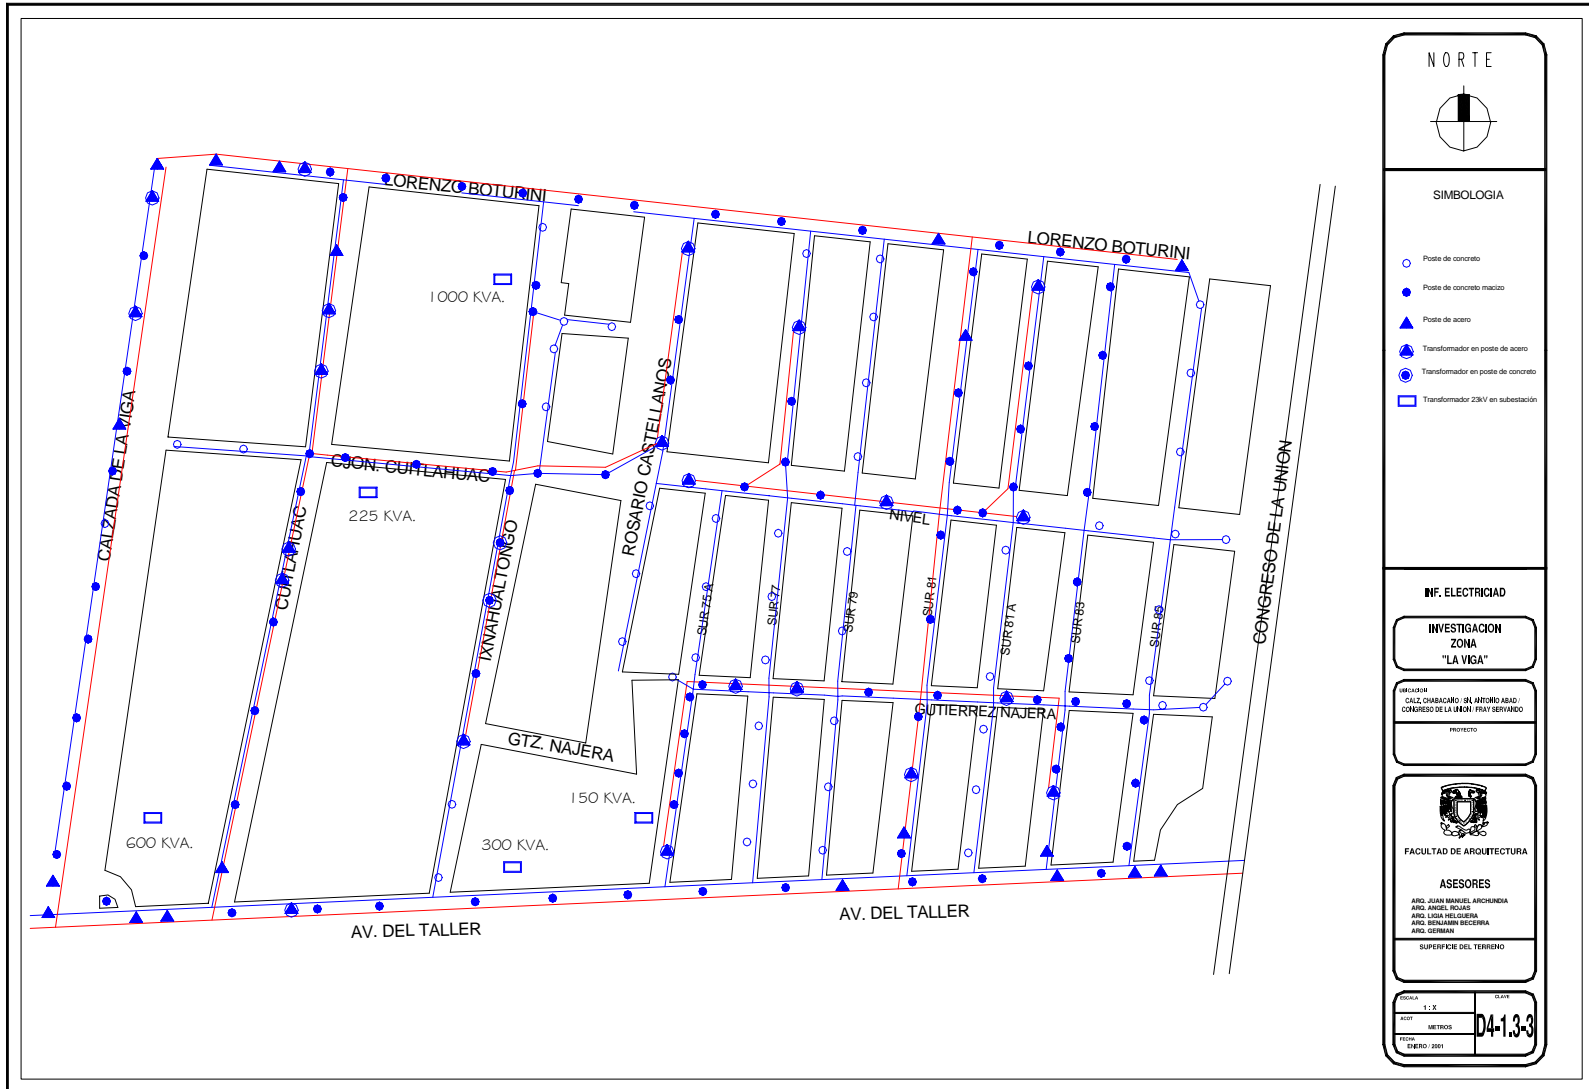 LORENZO BOTURINI
LORENZO BOTURINI
1000 KVA.
CALZADA DE LA VIGA
ROSARIO CASTELLANOS
CJON. CUITLAHUAC
225 KVA.
CUITLAHUAC
IXNAHUALTONGO
NIVEL
CONGRESO DE LA UNION
SUR 75 A
SUR 77
SUR 79
SUR 81
SUR 81 A
SUR 83
SUR 85
GUTIERREZ NAJERA
GTZ. NAJERA
150 KVA.
600 KVA.
300 KVA.
AV. DEL TALLER
AV. DEL TALLER
NORTE
SIMBOLOGIA
Poste de concreto
Poste de concreto macizo
Poste de acero
Transformador en poste de acero
Transformador en poste de concreto
Transformador 23kV en subestación
INF. ELECTRICIAD
INVESTIGACION
ZONA
"LA VIGA"
UBICACION
CALZ. CHABACANO / SN. ANTONIO ABAD /
CONGRESO DE LA UNION / FRAY SERVANDO
PROYECTO
FACULTAD DE ARQUITECTURA
ASESORES
ARQ. JUAN MANUEL ARCHUNDIA
ARQ. ANGEL ROJAS
ARQ. LIGIA HELGUERA
ARQ. BENJAMIN BECERRA
ARQ. GERMAN
SUPERFICIE DEL TERRENO
ESCALA
1 : X
ACOT
METROS
FECHA
ENERO / 2001
CLAVE
D4-1.3-3